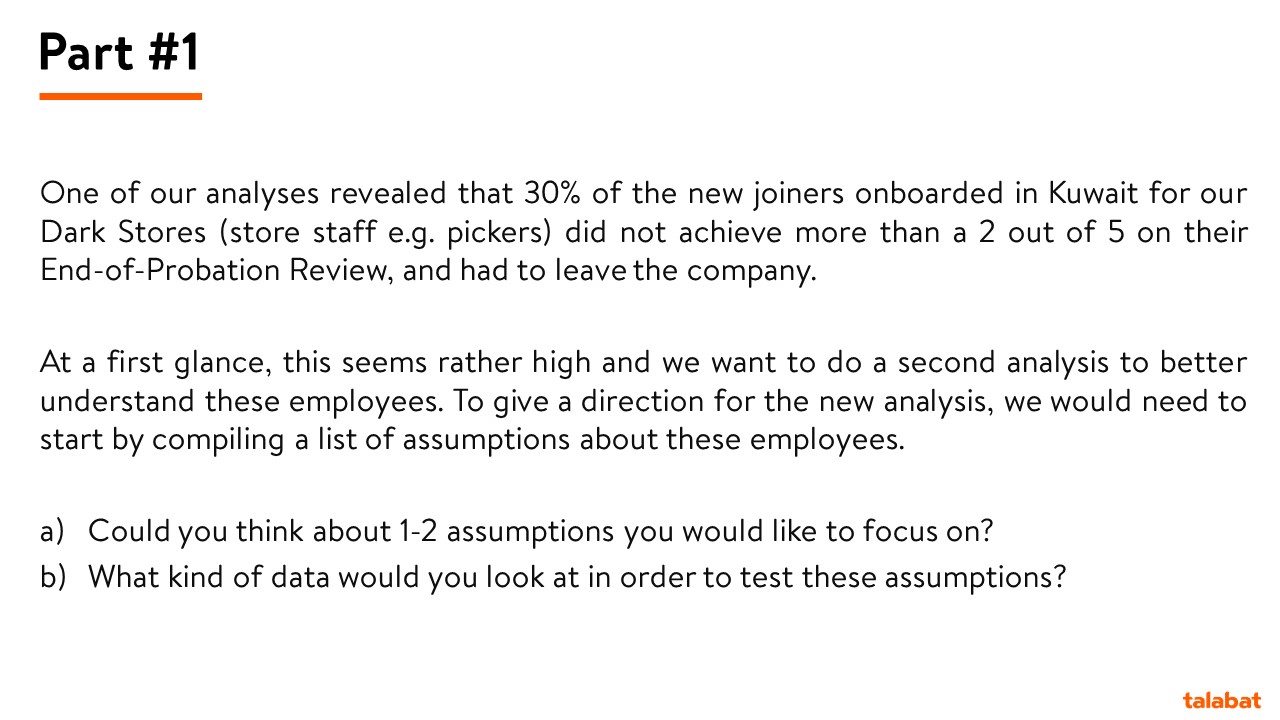 Part #1
One of our analyses revealed that 30% of the new joiners onboarded in Kuwait for our
Dark Stores (store staff e.g. pickers) did not achieve more than a 2 out of 5 on their
End-of-Probation Review, and had to leave the company.
At a first glance, this seems rather high and we want to do a second analysis to better
understand these employees. To give a direction for the new analysis, we would need to
start by compiling a list of assumptions about these employees.
a) Could you think about 1-2 assumptions you would like to focus on?
b) What kind of data would you look at in order to test these assumptions?
talabat